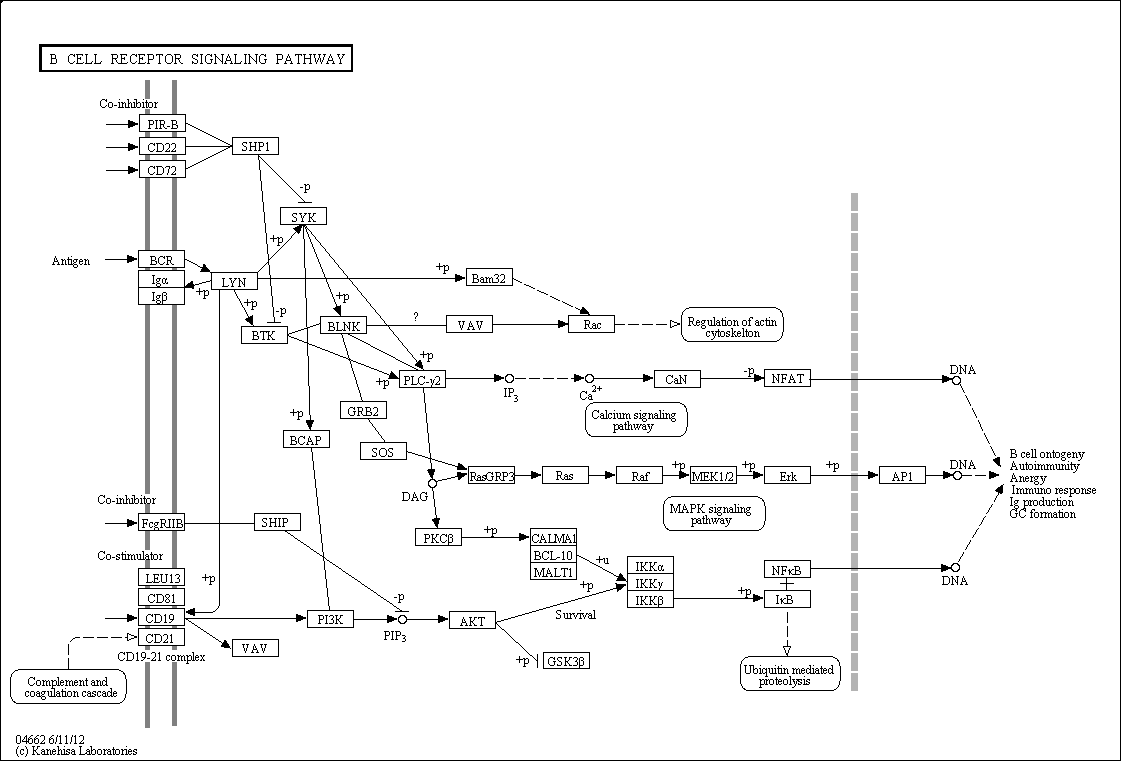 B CELL RECEPTOR SIGNALING PATHWAY
Co-inhibitor
PIR-B
CD22
CD72
SHP1
-p
SYK
+p
Antigen
BCR
Igα
Igβ
+p
LYN
+p
Bam32
+p
-p
+p
BTK
BLNK
?
VAV
Rac
Regulation of actin
cytoskelton
+p
+p
PLC-γ2
IP3
Ca2+
CaN
-p
NFAT
DNA
Calcium signaling
pathway
GRB2
+p
BCAP
SOS
DAG
RasGRP3
Ras
Raf
+p
MEK1/2
+p
Erk
+p
AP1
DNA
B cell ontogeny
Autoimmunity
Anergy
Immuno response
Ig production
GC formation
MAPK signaling
pathway
Co-inhibitor
FcgRIIB
SHIP
PKCβ
+p
CALMA1
BCL-10
MALT1
+u
+p
IKKα
IKKγ
IKKβ
+p
NFκB
IκB
DNA
Co-stimulator
LEU13
CD81
CD19
CD21
CD19-21 complex
+p
VAV
PI3K
-p
PIP3
AKT
Survival
+p
GSK3β
Ubiquitin mediated
proteolysis
Complement and
coagulation cascade
04662 6/11/12
(c) Kanehisa Laboratories